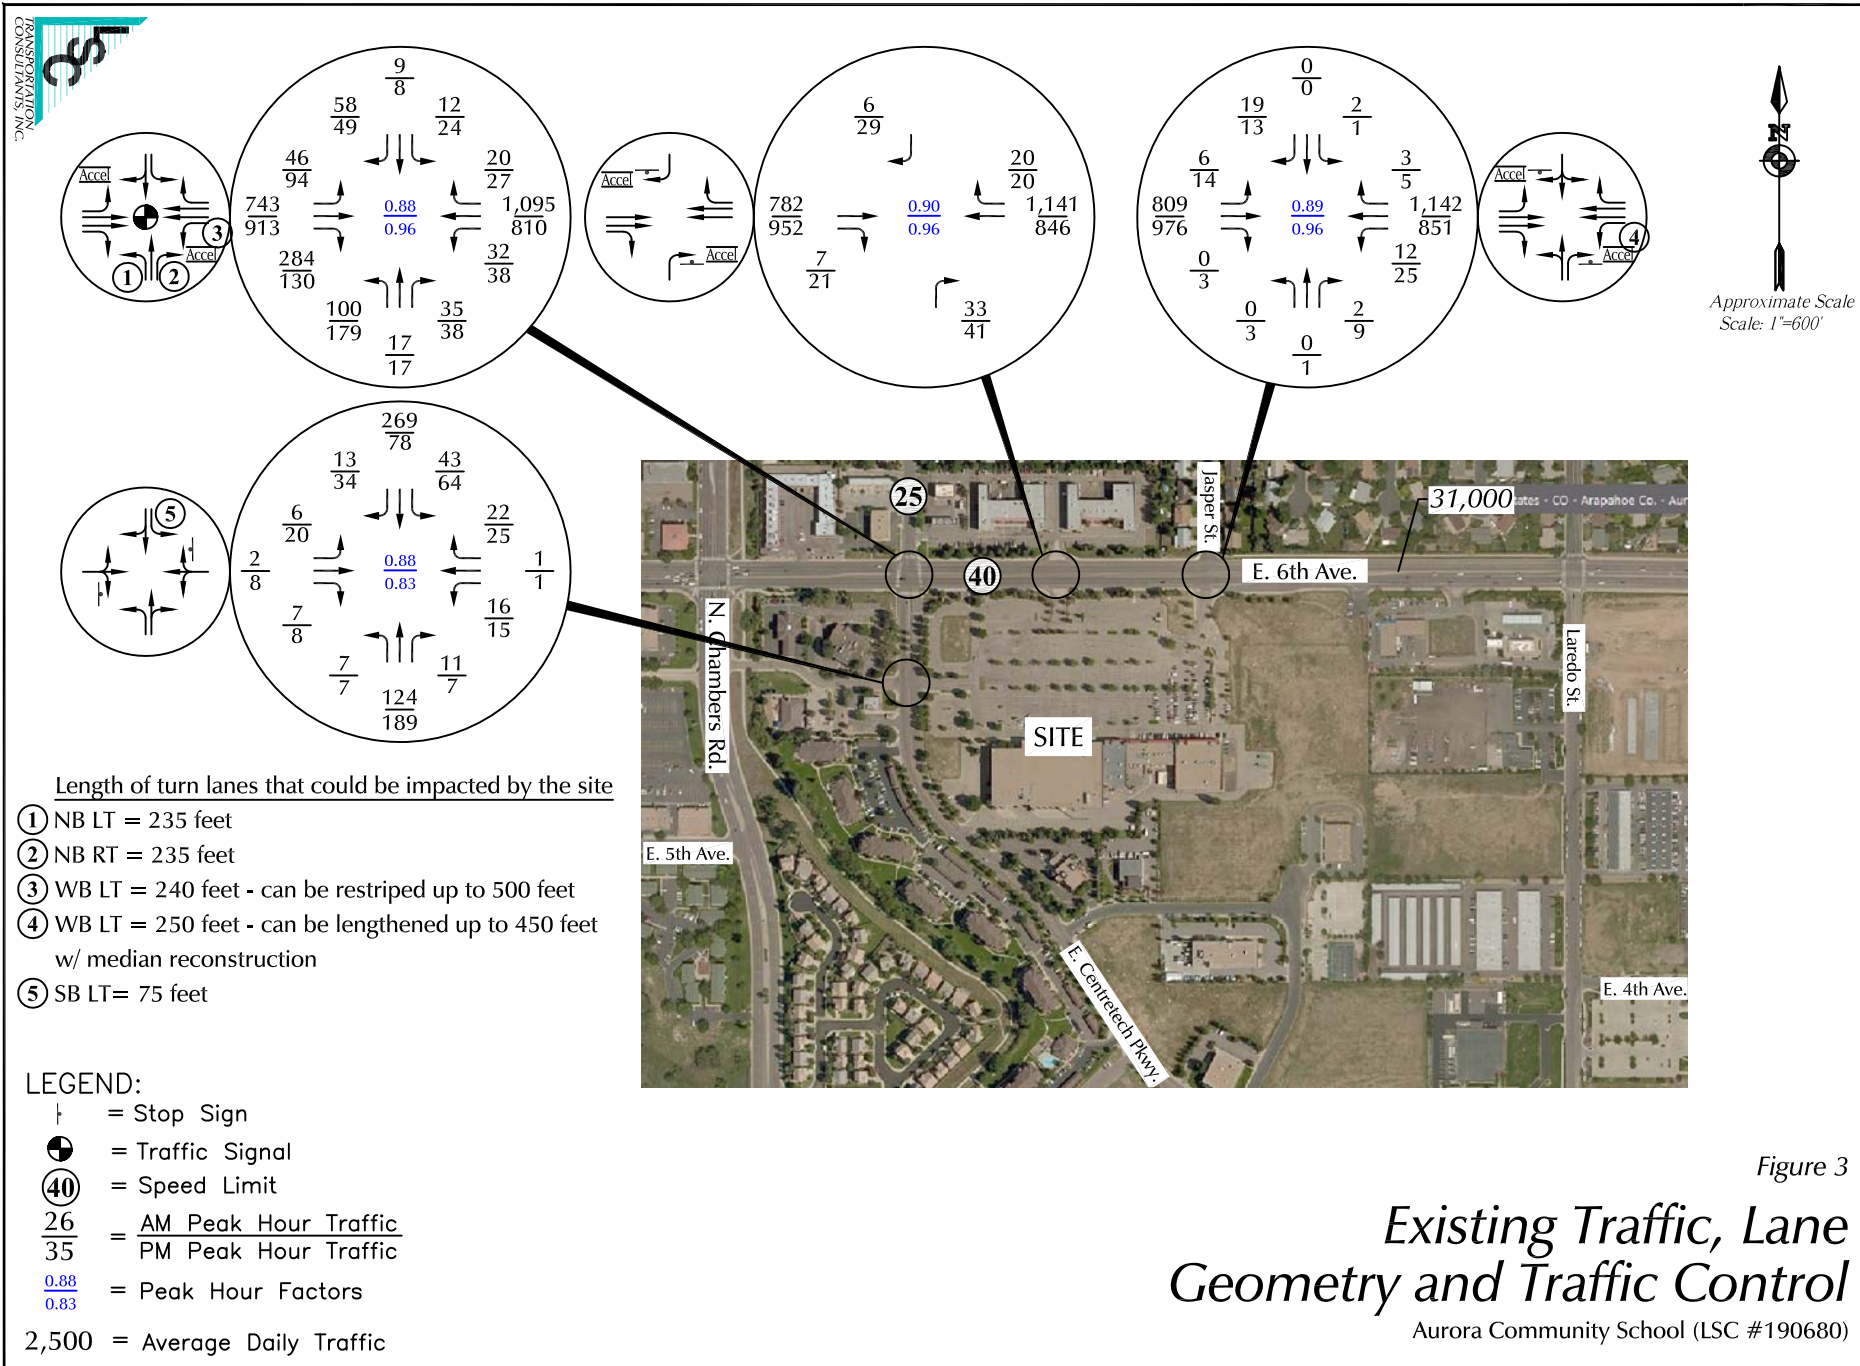 LSC
TRANSPORTATION
CONSULTANTS, INC.
9
8
58
49
12
24
46
94
20
27
743
913
0.88
0.96
1,095
810
284
130
32
38
100
179
35
38
17
17
Accel
Accel
1
2
3
6
29
20
20
782
952
0.90
0.96
1,141
846
7
21
33
41
Accel
Accel
0
0
19
13
2
1
6
14
3
5
809
976
0.89
0.96
1,142
851
0
3
12
25
0
3
2
9
0
1
Accel
Accel
4
N
Approximate Scale
Scale: 1"=600'
269
78
13
34
43
64
6
20
22
25
2
8
0.88
0.83
1
1
7
8
16
15
7
7
11
7
124
189
5
25
40
Jasper St.
31,000
tates - CO - Arapahoe Co. - Aur
E. 6th Ave.
N. Chambers Rd.
Laredo St.
SITE
E. 5th Ave.
E. Centretech Pkwy.
E. 4th Ave.
Length of turn lanes that could be impacted by the site
1 NB LT = 235 feet
2 NB RT = 235 feet
3 WB LT = 240 feet - can be restriped up to 500 feet
4 WB LT = 250 feet - can be lengthened up to 450 feet
w/ median reconstruction
5 SB LT= 75 feet
LEGEND:
= Stop Sign
= Traffic Signal
40 = Speed Limit
26
35 = AM Peak Hour Traffic
PM Peak Hour Traffic
0.88
0.83 = Peak Hour Factors
2,500 = Average Daily Traffic
Figure 3
Existing Traffic, Lane
Geometry and Traffic Control
Aurora Community School (LSC #190680)